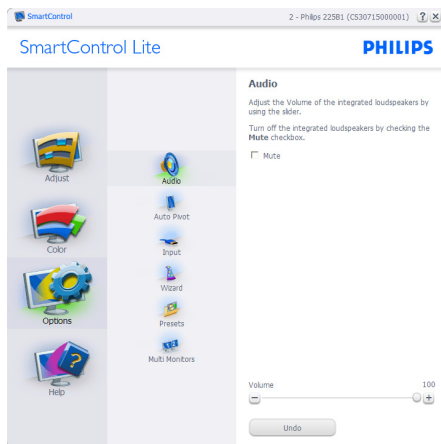 SmartControl
2 - Philips 225B1 (CS30715000001)
?
SmartControl Lite
PHILIPS
Adjust
Color
Options
Help
Audio
Auto Pivot
Input
Wizard
Presets
Multi Monitors
Audio
Adjust the Volume of the integrated loudspeakers by
using the slider.
Turn off the integrated loudspeakers by checking the
Mute checkbox.
Mute
Volume 100
Undo